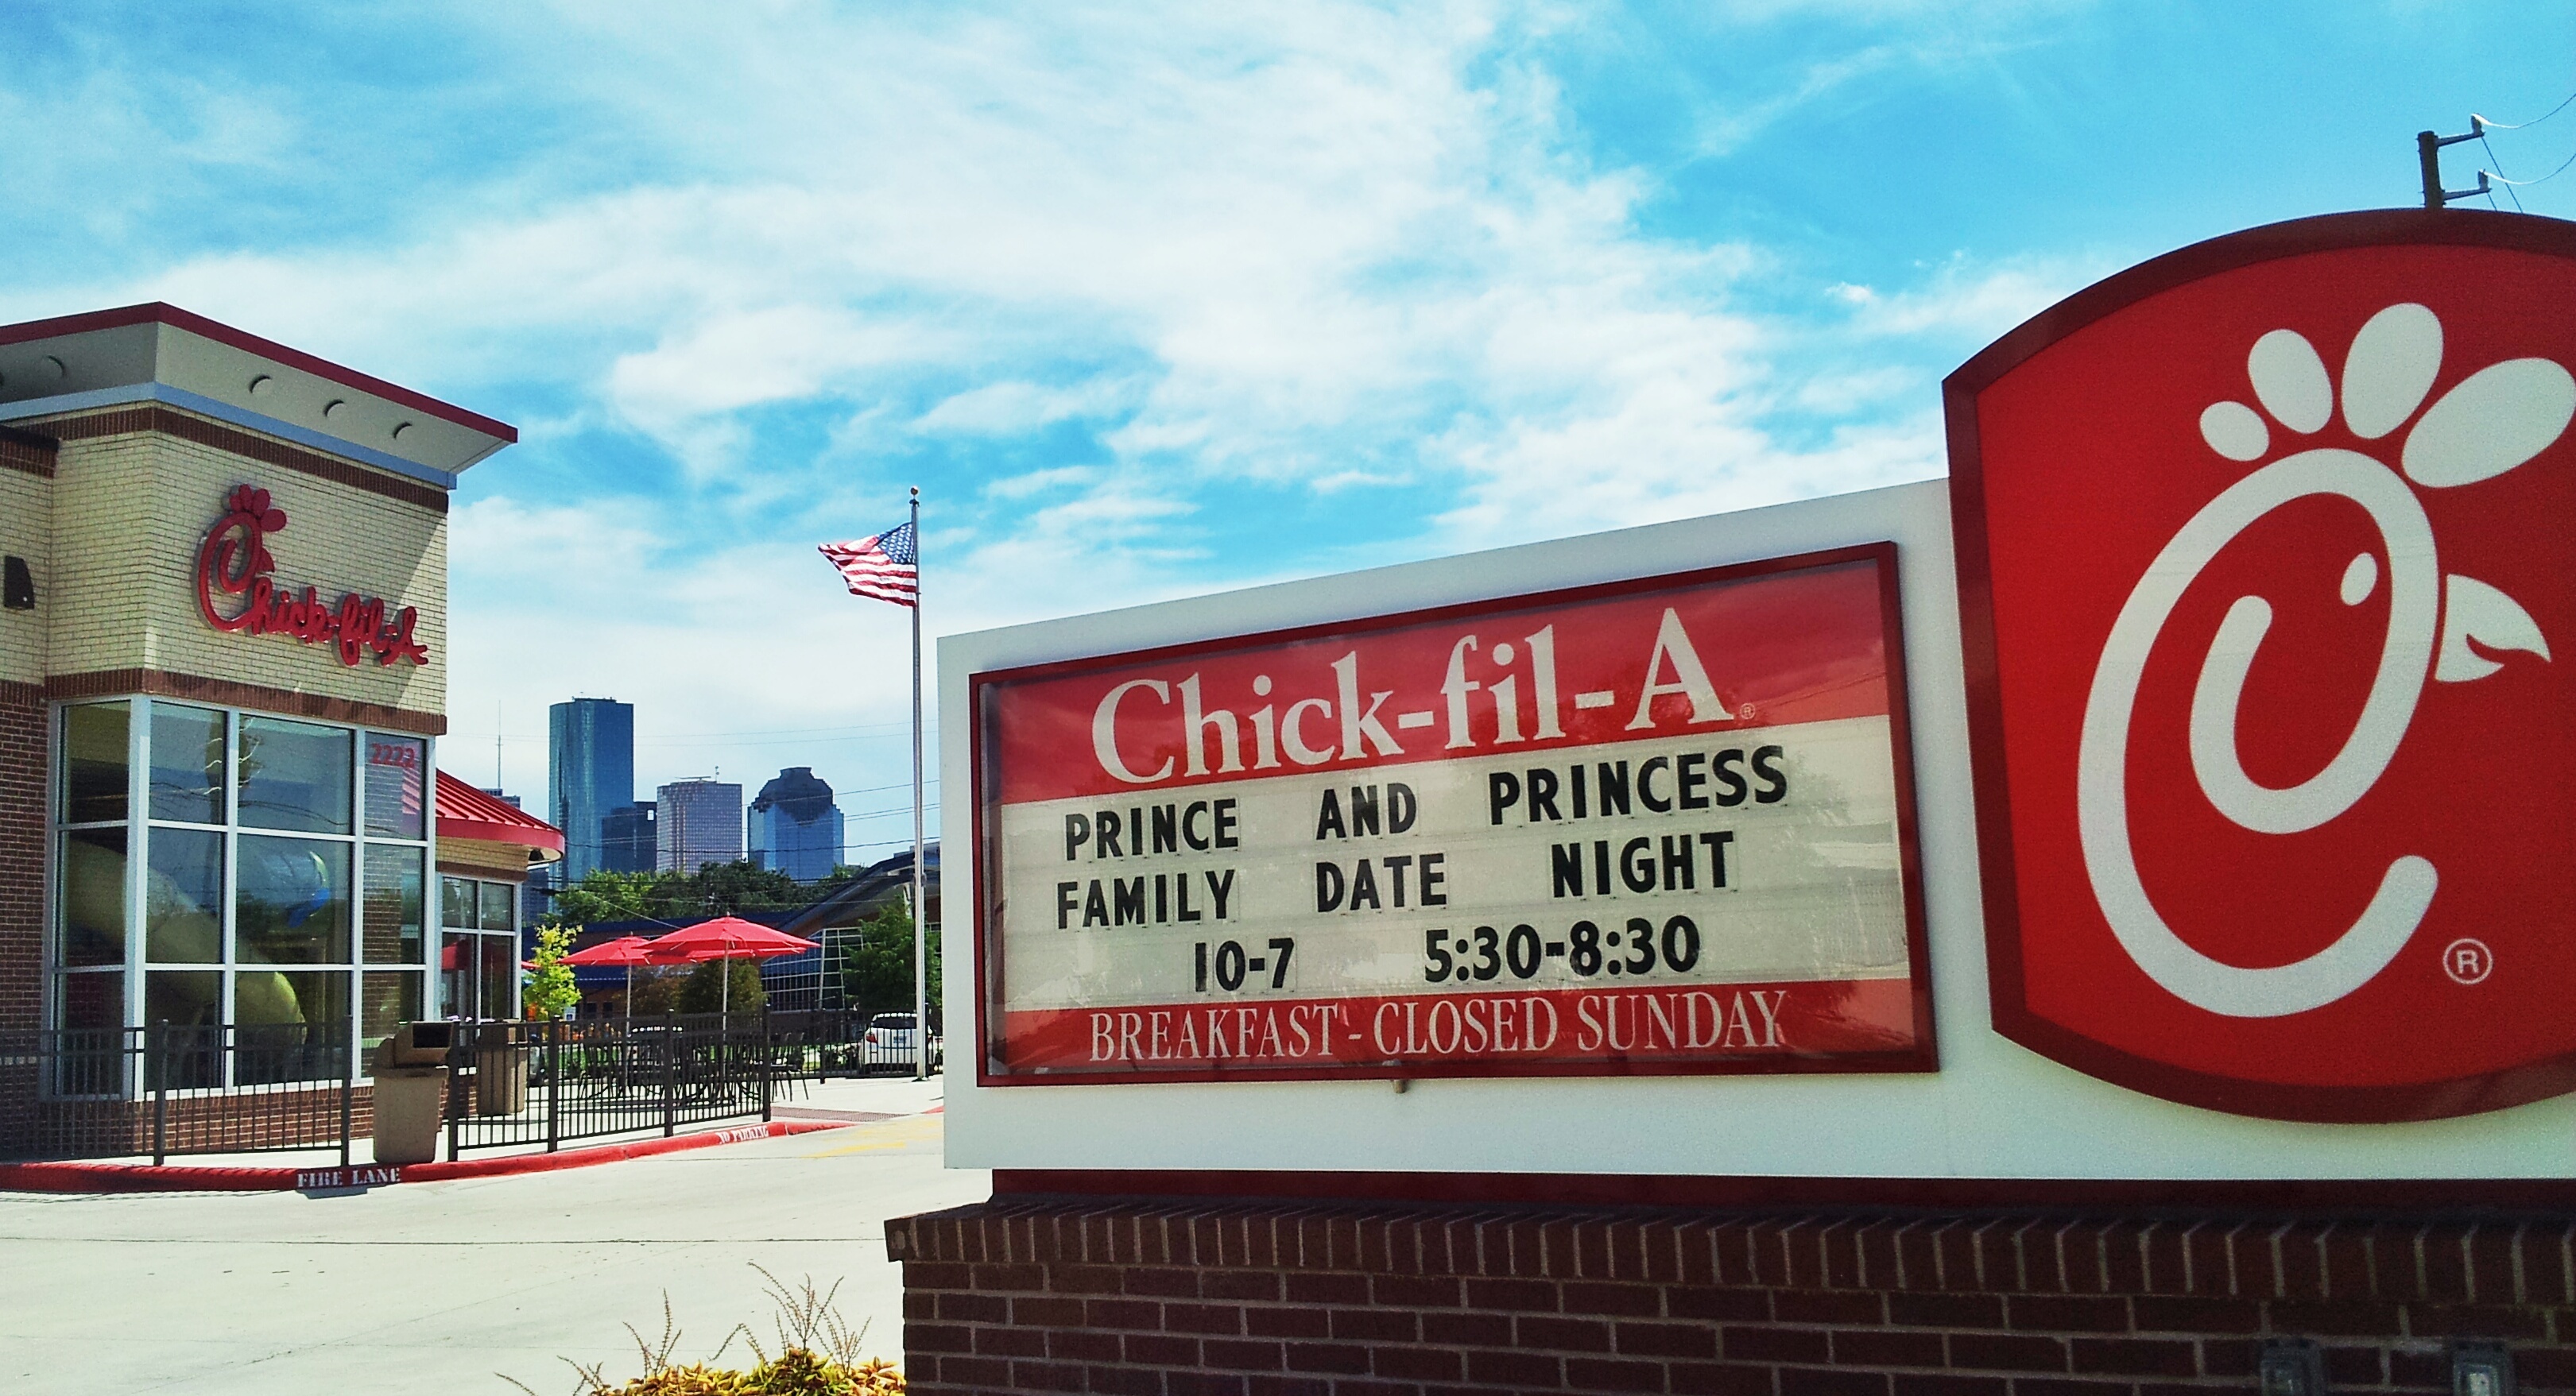 Chick-fil-A
2222
FIRE LANE
NO PARKING
Chick-fil-A®
PRINCE AND PRINCESS
FAMILY DATE NIGHT
10-7 5:30-8:30
BREAKFAST - CLOSED SUNDAY
®